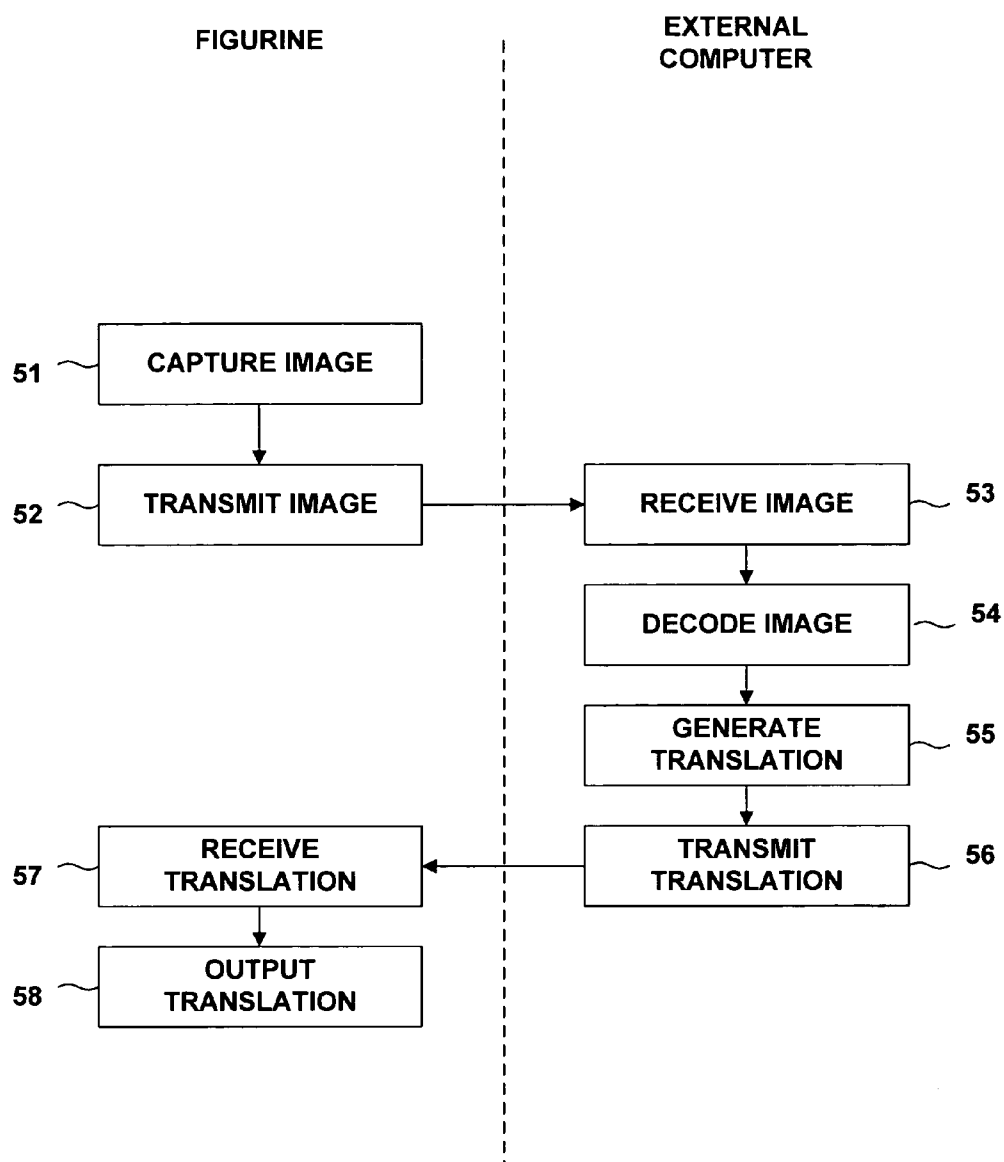 FIGURINE
EXTERNAL
COMPUTER
51
CAPTURE IMAGE
52
TRANSMIT IMAGE
RECEIVE IMAGE
53
DECODE IMAGE
54
GENERATE
TRANSLATION
55
TRANSMIT
TRANSLATION
56
57
RECEIVE
TRANSLATION
58
OUTPUT
TRANSLATION